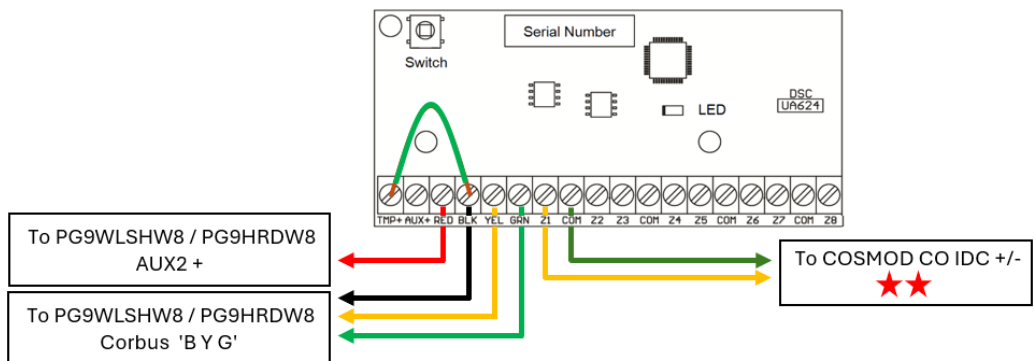 Serial Number
Switch
DSC
UA624
LED
TMP+ AUX+ RED BLK YEL GRN Z1 COM Z2 Z3 COM Z4 Z5 COM Z6 Z7 COM Z8
To PG9WLSHW8 / PG9HRDW8
AUX2 +
To PG9WLSHW8 / PG9HRDW8
Corbus 'B Y G'
To COSMOD CO IDC +/-